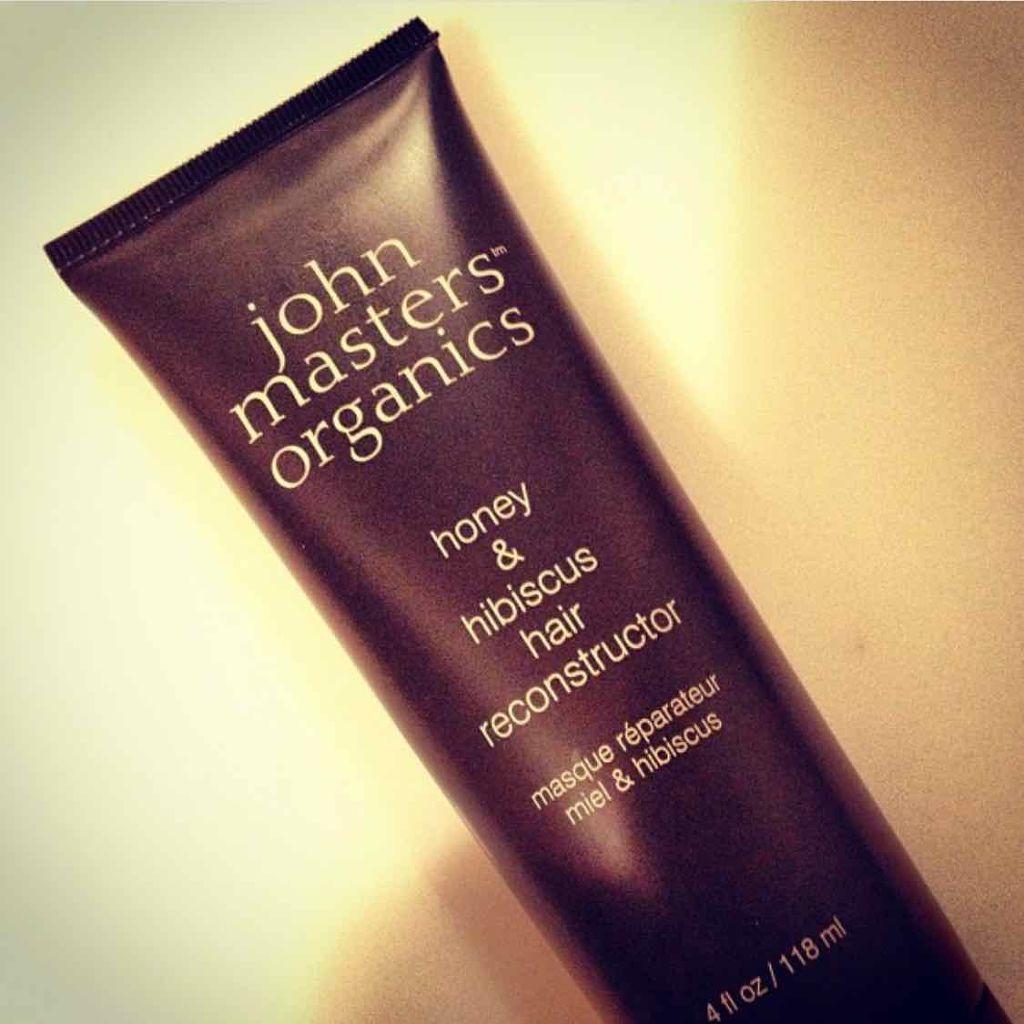 john
masters™
organics
honey
&
hibiscus
hair
reconstructor
masque réparateur
miel & hibiscus
4 fl oz / 118 ml